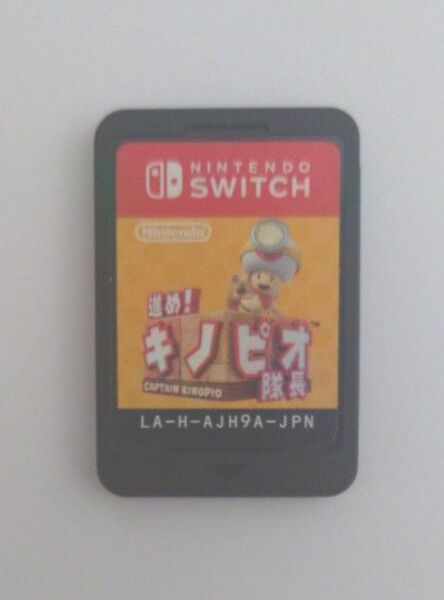 NINTENDO
SWITCH
Nintendo
進め!
キノピオ
隊長
CAPTAIN KINOPIO
LA-H-AJH9A-JPN